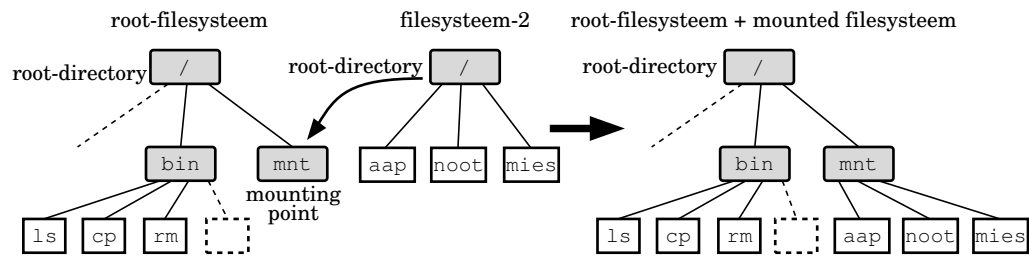 root-filesysteem
filesysteem-2
root-filesysteem + mounted filesysteem
root-directory
/
root-directory
/
root-directory
/
bin
mnt
aap
noot
mies
bin
mnt
mounting
point
ls
cp
rm
ls
cp
rm
aap
noot
mies